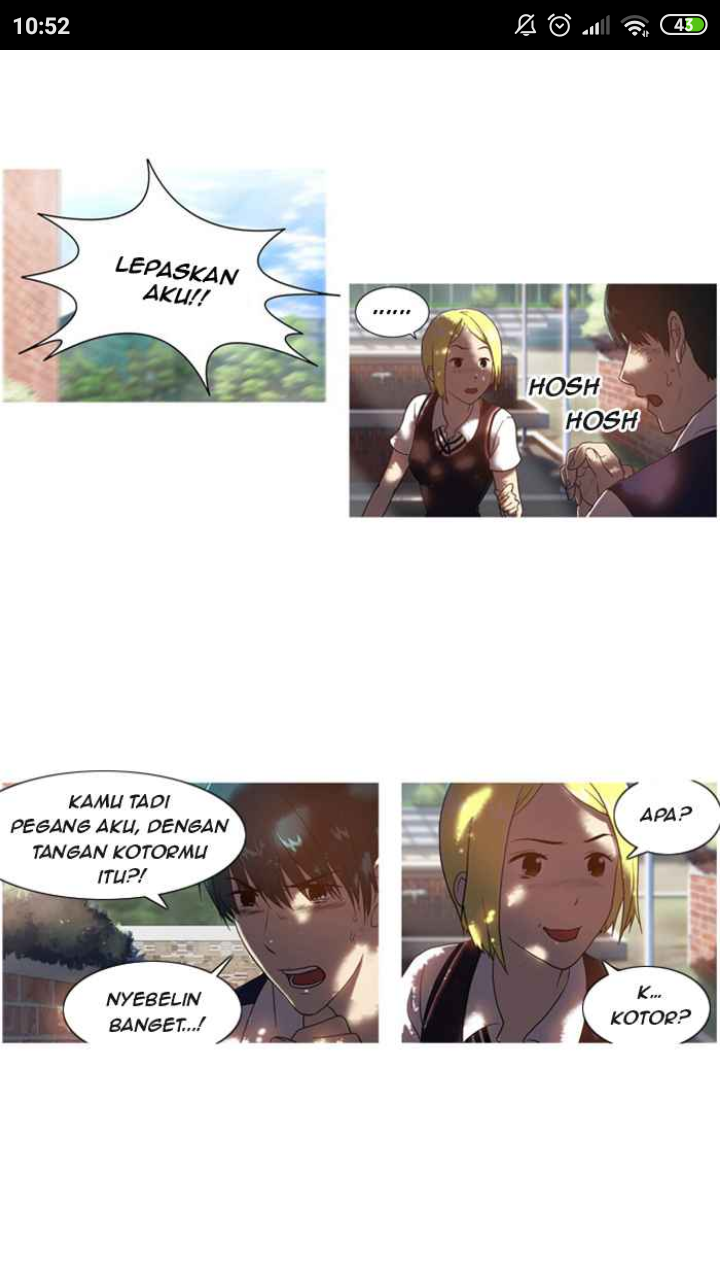 10:52
43
LEPASKAN
AKU!!
......
HOSH
HOSH
KAMU TADI
PEGANG AKU, DENGAN
TANGAN KOTORMU
ITU?!
NYEBELIN
BANGET...!
APA?
K...
KOTOR?